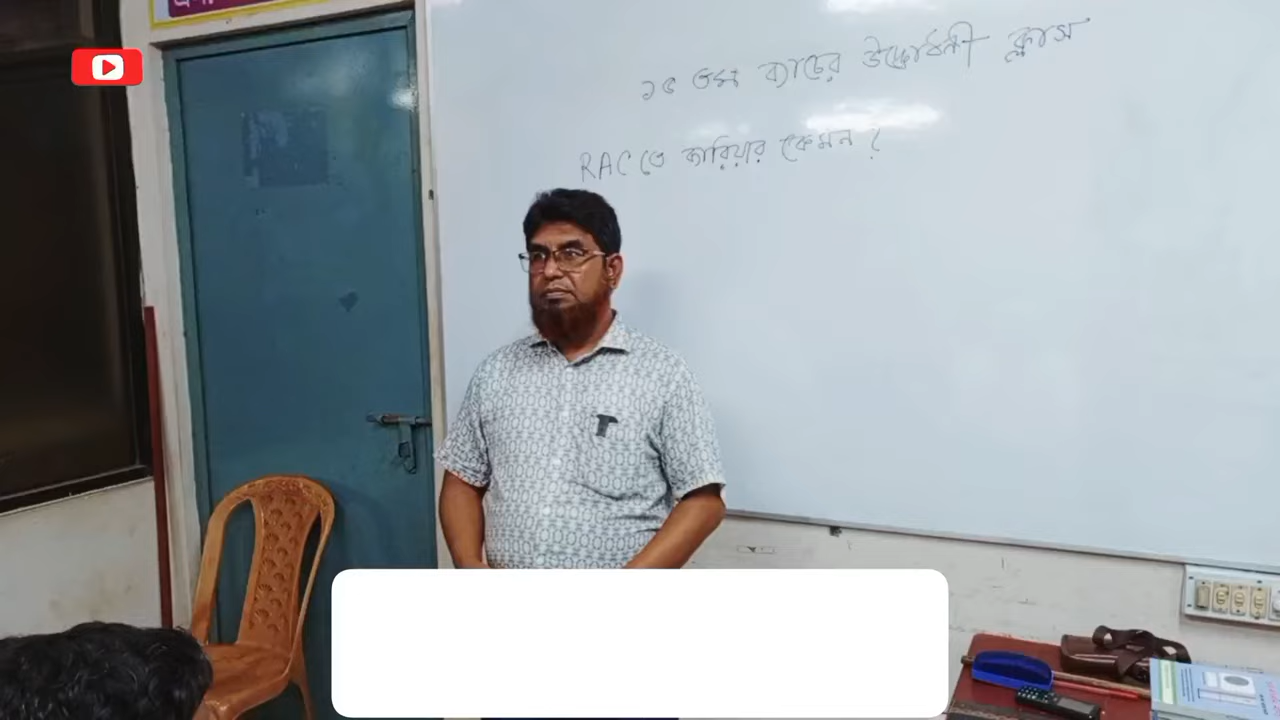 ১৫ তম ব্যাচের উদ্বোধনী ক্লাস
RAC তে ক্যারিয়ার কেমন ?